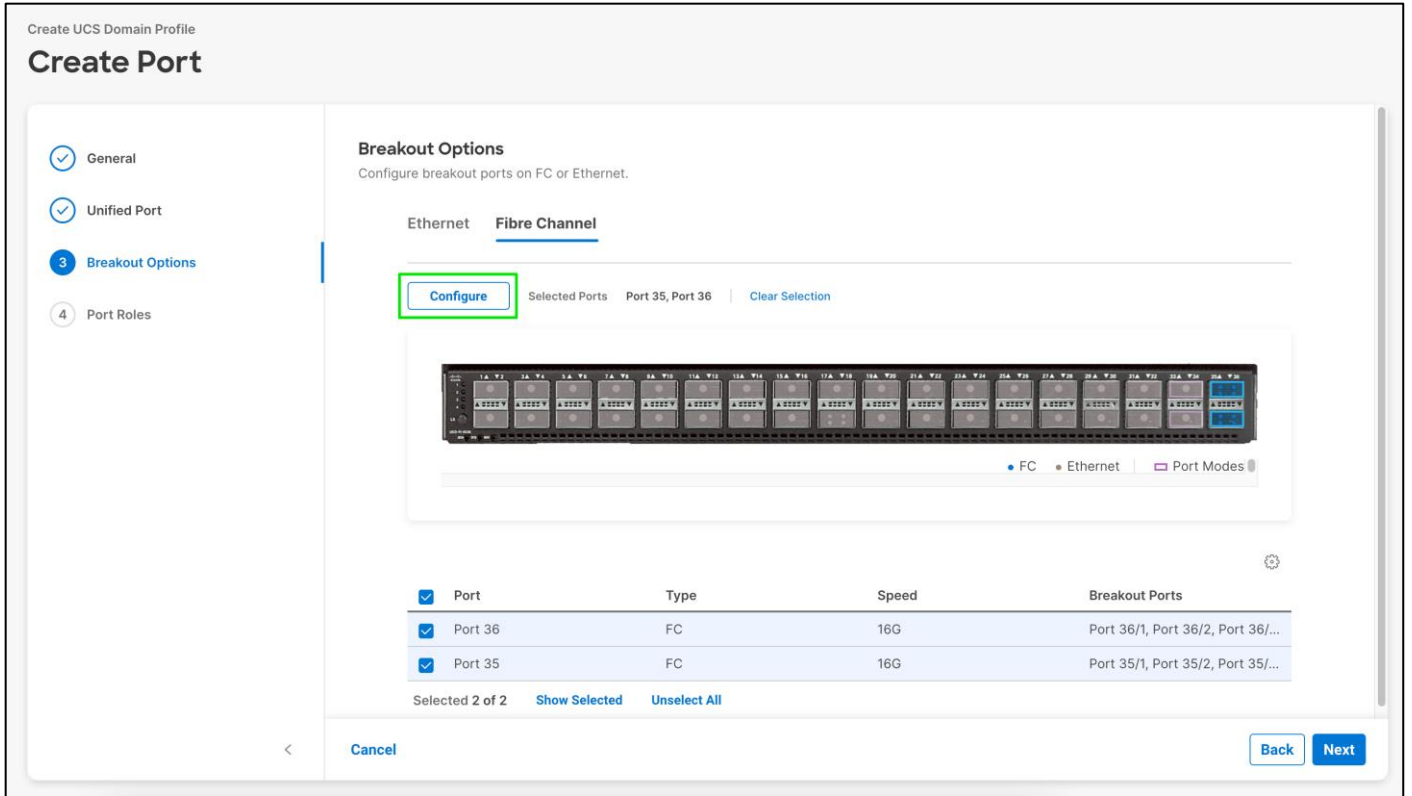 Create UCS Domain Profile
Create Port
General
Unified Port
3 Breakout Options
4 Port Roles
Breakout Options
Configure breakout ports on FC or Ethernet.
Ethernet Fibre Channel
Configure Selected Ports Port 35, Port 36 Clear Selection
FC Ethernet Port Modes
Port Type Speed Breakout Ports
Port 36 FC 16G Port 36/1, Port 36/2, Port 36/...
Port 35 FC 16G Port 35/1, Port 35/2, Port 35/...
Selected 2 of 2 Show Selected Unselect All
< Cancel Back Next